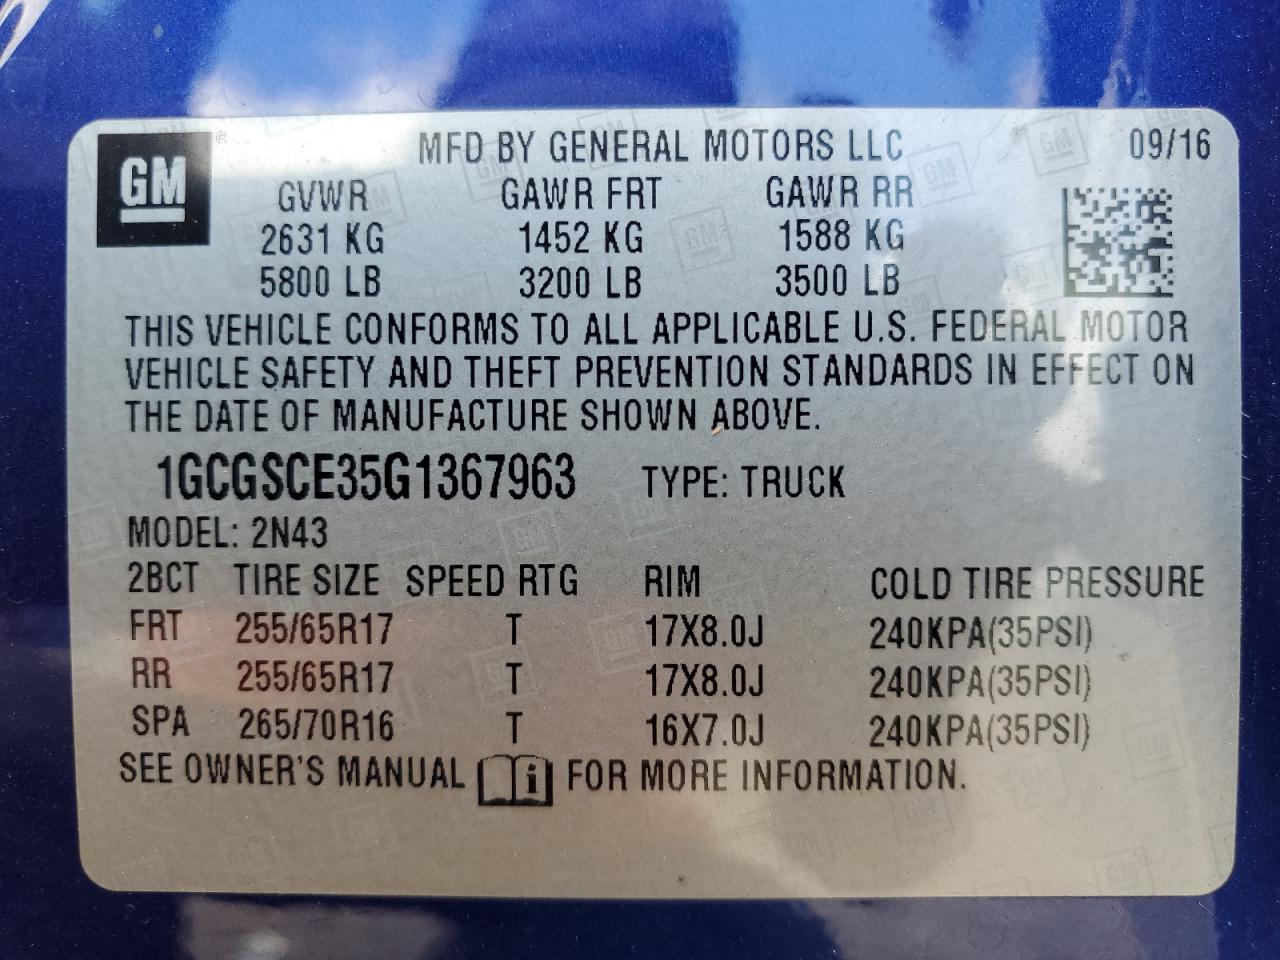 GM® MFD BY GENERAL MOTORS LLC 09/16
GVWR GAWR FRT GAWR RR
2631 KG 1452 KG 1588 KG
5800 LB 3200 LB 3500 LB
THIS VEHICLE CONFORMS TO ALL APPLICABLE U.S. FEDERAL MOTOR
VEHICLE SAFETY AND THEFT PREVENTION STANDARDS IN EFFECT ON
THE DATE OF MANUFACTURE SHOWN ABOVE.
1GCGSCE35G1367963 TYPE: TRUCK
MODEL: 2N43
2BCT TIRE SIZE SPEED RTG RIM COLD TIRE PRESSURE
FRT 255/65R17 T 17X8.0J 240KPA(35PSI)
RR 255/65R17 T 17X8.0J 240KPA(35PSI)
SPA 265/70R16 T 16X7.0J 240KPA(35PSI)
SEE OWNER'S MANUAL i FOR MORE INFORMATION.